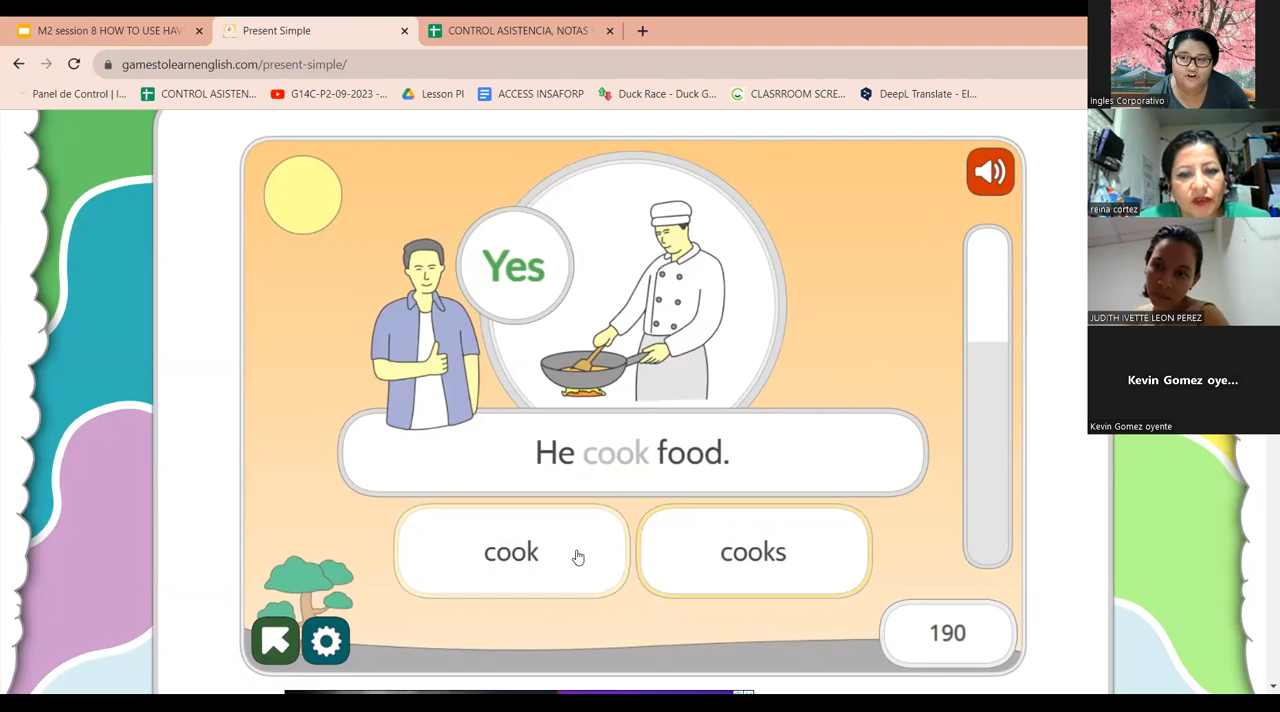 M2 session 8 HOW TO USE HAV
Present Simple
CONTROL ASISTENCIA, NOTAS
gamestolearnenglish.com/present-simple/
Panel de Control | I...
CONTROL ASISTEN...
G14C-P2-09-2023 -...
Lesson Pl
ACCESS INSAFORP
Duck Race - Duck G...
CLASRROOM SCRE...
DeepL Translate - El...
Yes
He cook food.
cook
cooks
190
Ingles Corporativo
reina cortez
JUDITH IVETTE LEON PEREZ
Kevin Gomez oye...
Kevin Gomez oyente